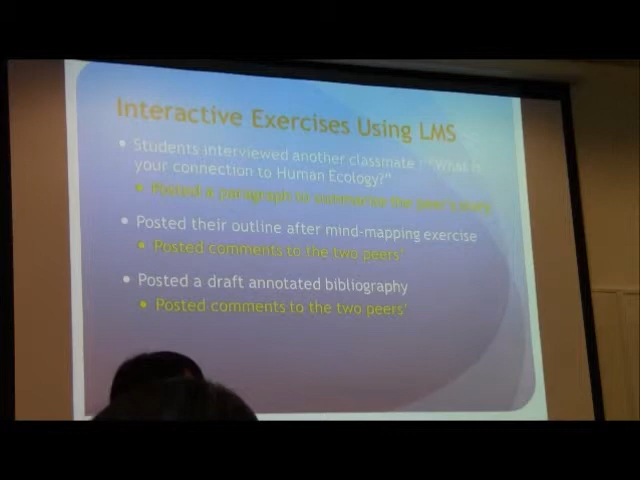 Interactive Exercises Using LMS
• Students interviewed another classmate : "What is
your connection to Human Ecology?"
• Posted a paragraph to summarize the peer's story
• Posted their outline after mind-mapping exercise
• Posted comments to the two peers'
• Posted a draft annotated bibliography
• Posted comments to the two peers'